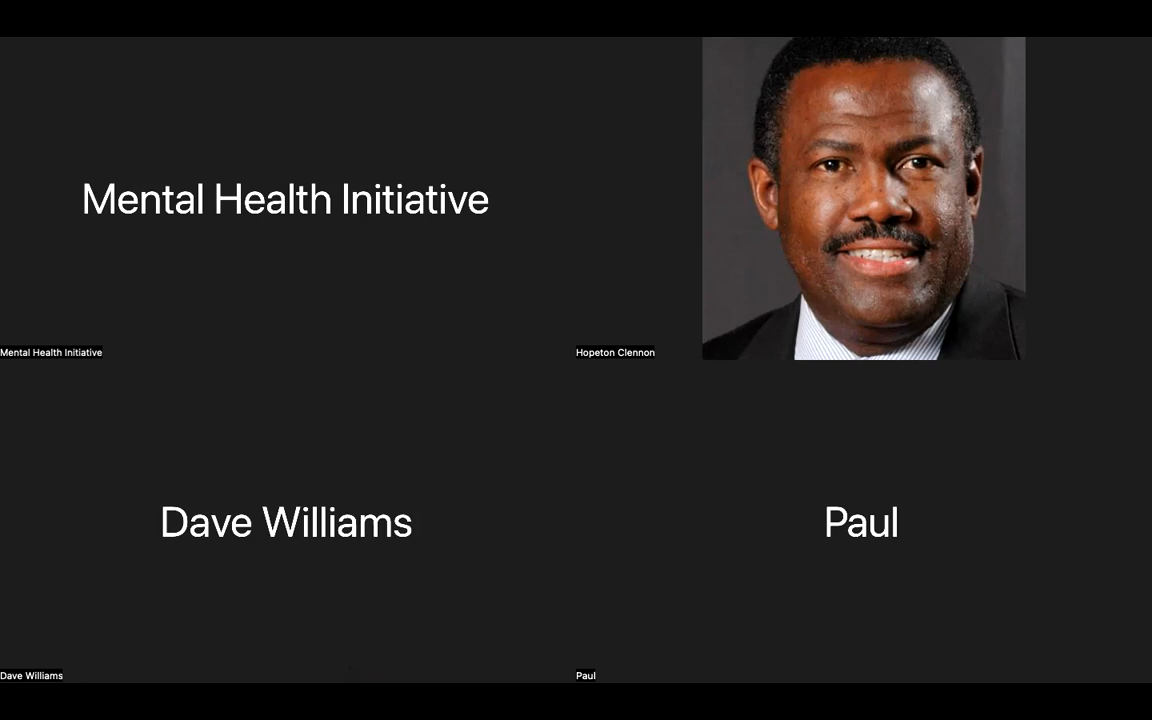 Mental Health Initiative
Mental Health Initiative
Hopeton Clennon
Dave Williams
Paul
Dave Williams
Paul